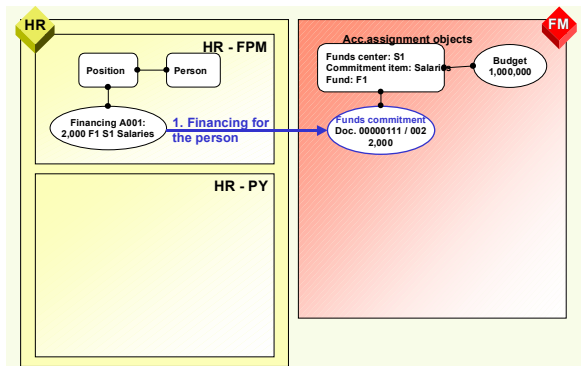 HR
FM
HR - FPM
Position
Person
Financing A001:
2,000 F1 S1 Salaries
1. Financing for
the person
HR - PY
Acc.assignment objects
Funds center: S1
Commitment item: Salaries
Fund: F1
Budget
1,000,000
Funds commitment
Doc. 00000111 / 002
2,000